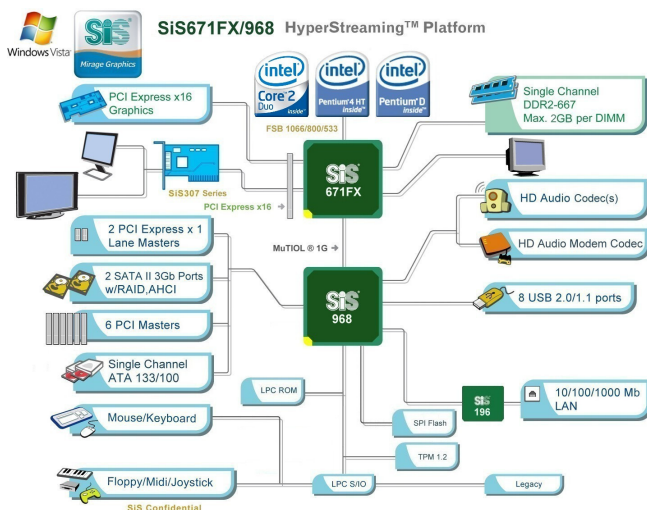 SiS671FX/968 HyperStreaming™ Platform
Windows Vista
SiS
Mirage Graphics
intel
Core™2
Duo
inside™
intel
Pentium®4 HT
inside™
intel
Pentium®D
inside™
PCI Express x16
Graphics
Single Channel
DDR2-667
Max. 2GB per DIMM
FSB 1066/800/533
SiS
671FX
SiS307 Series
PCI Express x16
HD Audio Codec(s)
2 PCI Express x 1
Lane Masters
MuTIOL ® 1G
HD Audio Modem Codec
2 SATA II 3Gb Ports
w/RAID,AHCI
SiS
968
8 USB 2.0/1.1 ports
6 PCI Masters
Single Channel
ATA 133/100
LPC ROM
SiS
196
10/100/1000 Mb
LAN
Mouse/Keyboard
SPI Flash
TPM 1.2
Floppy/Midi/Joystick
LPC S/IO
Legacy
SiS Confidential